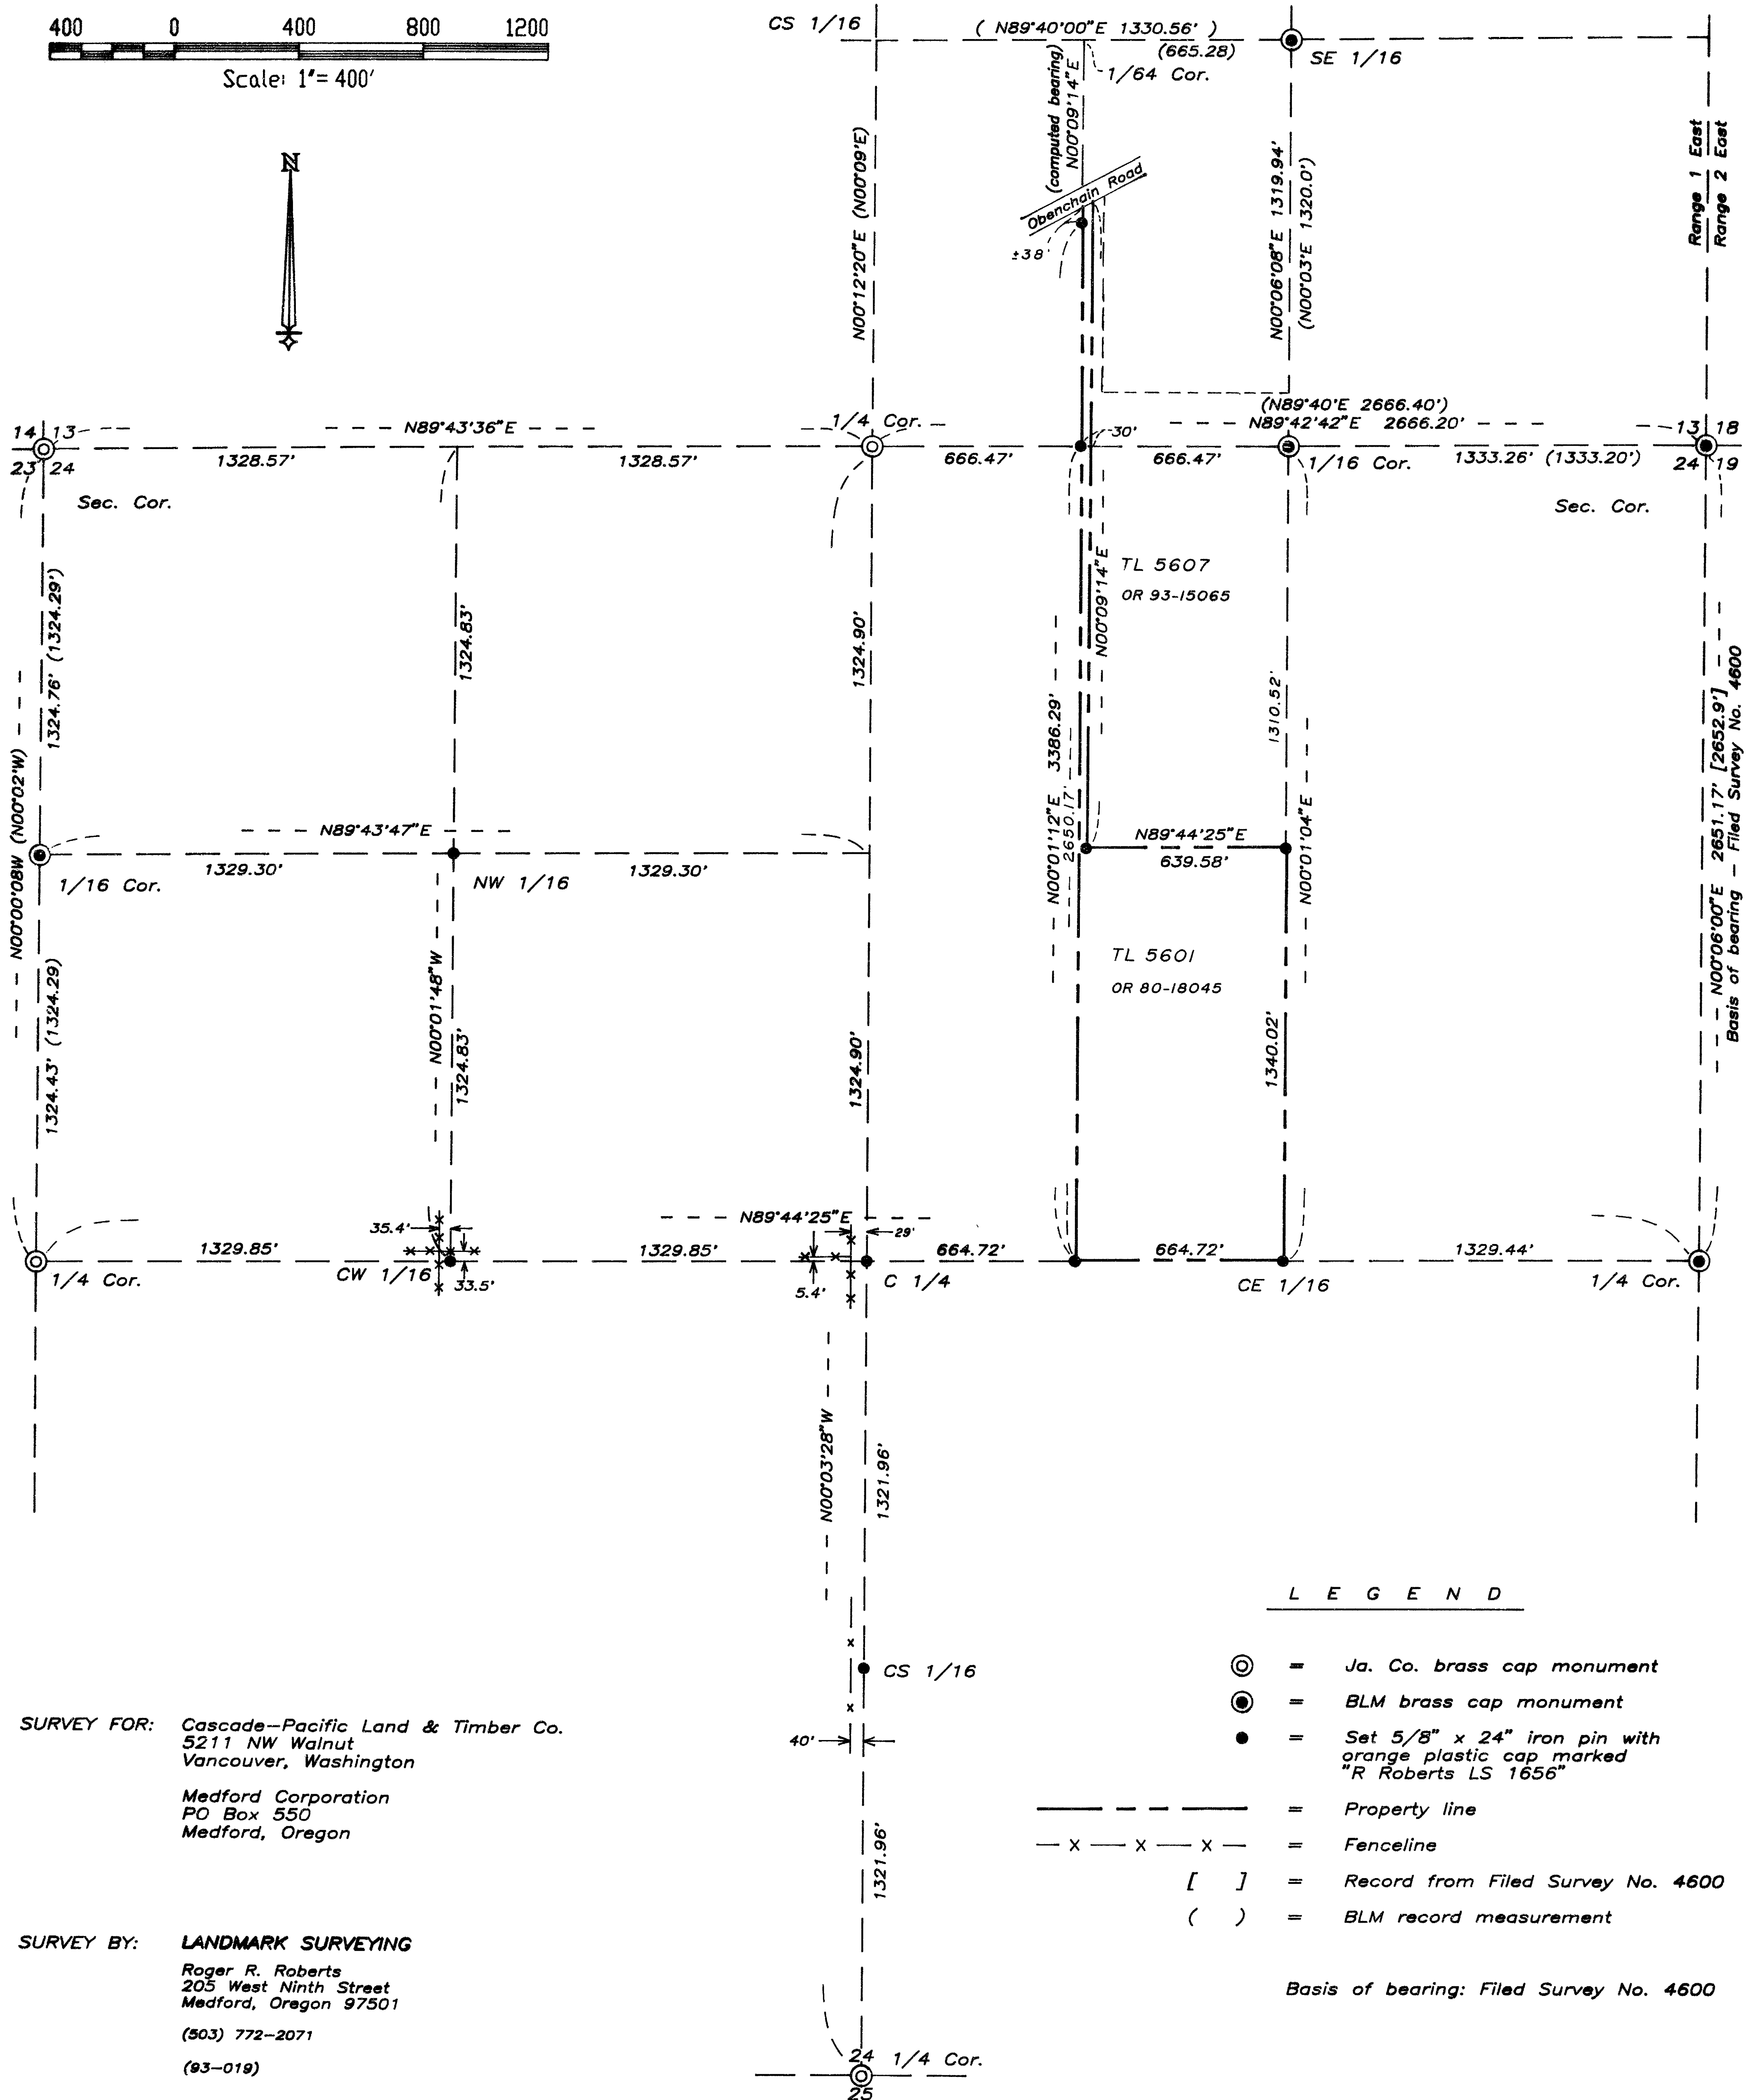 400 0 400 800 1200
Scale: 1"= 400'
N
CS 1/16
( N89°40'00"E 1330.56' )
(665.28)
SE 1/16
1/64 Cor.
(computed bearing)
N00°09'14"E
Obenchain Road
±38'
N00°12'20"E (N00°09'E)
N00°06'08"E 1319.94'
(N00°03'E 1320.0')
Range 1 East
Range 2 East
14 13
23 24
Sec. Cor.
N89°43'36"E
1328.57'
1328.57'
1/4 Cor.
666.47'
30'
666.47'
(N89°40'E 2666.40')
N89°42'42"E 2666.20'
1/16 Cor.
1333.26' (1333.20')
13 18
24 19
Sec. Cor.
N00°00'08W (N00°02'W)
1324.76' (1324.29')
1324.83'
1324.90'
N00°01'12"E 3386.29'
2650.17'
N00°09'14"E
TL 5607
OR 93-15065
1310.52'
N00°01'04"E
N00°06'00"E 2651.17' [2652.9']
Basis of bearing - Filed Survey No. 4600
N89°43'47"E
1329.30'
1329.30'
1/16 Cor.
NW 1/16
N89°44'25"E
639.58'
1324.43' (1324.29)
N00°01'48"W
1324.83'
1324.90'
TL 5601
OR 80-18045
1340.02'
1/4 Cor.
1329.85'
35.4'
CW 1/16
33.5'
N89°44'25"E
1329.85'
29'
5.4'
C 1/4
664.72'
664.72'
CE 1/16
1329.44'
1/4 Cor.
N00°03'28"W
1321.96'
CS 1/16
40'
1321.96'
24 1/4 Cor.
25
LEGEND
= Ja. Co. brass cap monument
= BLM brass cap monument
= Set 5/8" x 24" iron pin with
orange plastic cap marked
"R Roberts LS 1656"
= Property line
— x — x — x — = Fenceline
[ ] = Record from Filed Survey No. 4600
( ) = BLM record measurement
Basis of bearing: Filed Survey No. 4600
SURVEY FOR: Cascade-Pacific Land & Timber Co.
5211 NW Walnut
Vancouver, Washington
Medford Corporation
PO Box 550
Medford, Oregon
SURVEY BY: LANDMARK SURVEYING
Roger R. Roberts
205 West Ninth Street
Medford, Oregon 97501
(503) 772-2071
(93-019)